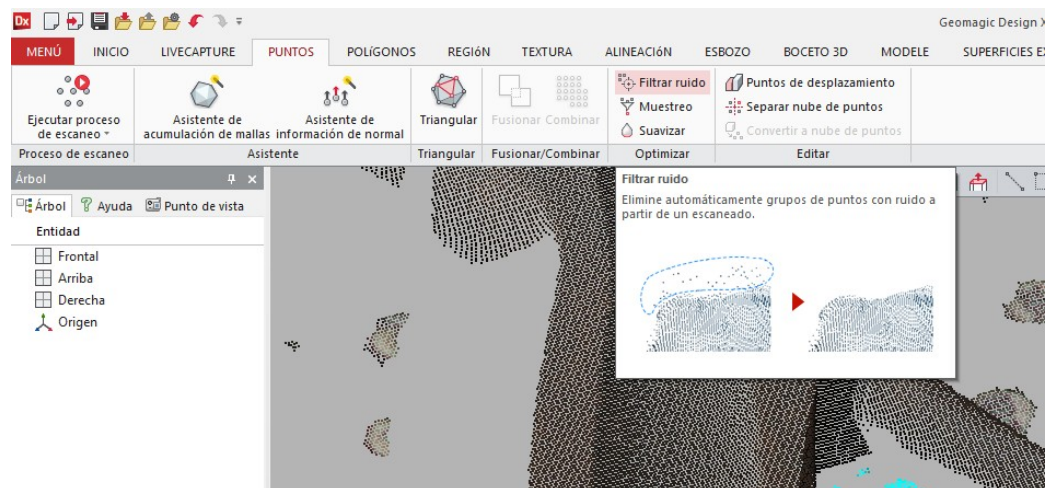 Dx
Geomagic Design X
MENÚ INICIO LIVECAPTURE PUNTOS POLíGONOS REGIóN TEXTURA ALINEACIóN ESBOZO BOCETO 3D MODELE SUPERFICIES EX
Ejecutar proceso
de escaneo
Asistente de
acumulación de mallas
Asistente de
información de normal
Triangular
Fusionar
Combinar
Filtrar ruido
Muestreo
Suavizar
Puntos de desplazamiento
Separar nube de puntos
Convertir a nube de puntos
Proceso de escaneo Asistente Triangular Fusionar/Combinar Optimizar Editar
Árbol
Árbol Ayuda Punto de vista
Entidad
Frontal
Arriba
Derecha
Origen
Filtrar ruido
Elimine automáticamente grupos de puntos con ruido a
partir de un escaneado.